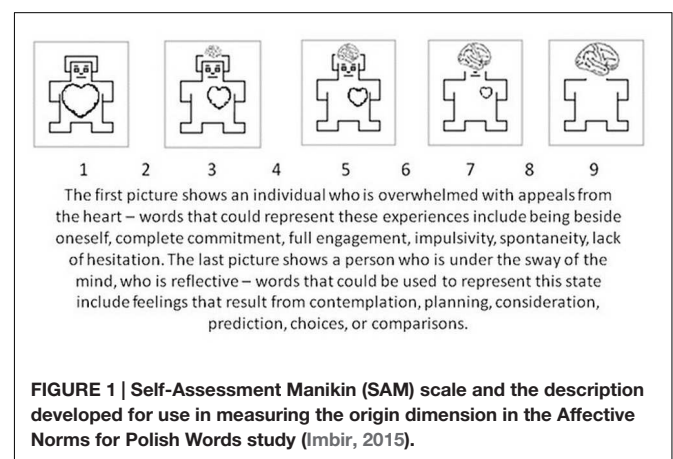 1 2 3 4 5 6 7 8 9
The first picture shows an individual who is overwhelmed with appeals from
the heart – words that could represent these experiences include being beside
oneself, complete commitment, full engagement, impulsivity, spontaneity, lack
of hesitation. The last picture shows a person who is under the sway of the
mind, who is reflective – words that could be used to represent this state
include feelings that result from contemplation, planning, consideration,
prediction, choices, or comparisons.
FIGURE 1 | Self-Assessment Manikin (SAM) scale and the description
developed for use in measuring the origin dimension in the Affective
Norms for Polish Words study (Imbir, 2015).